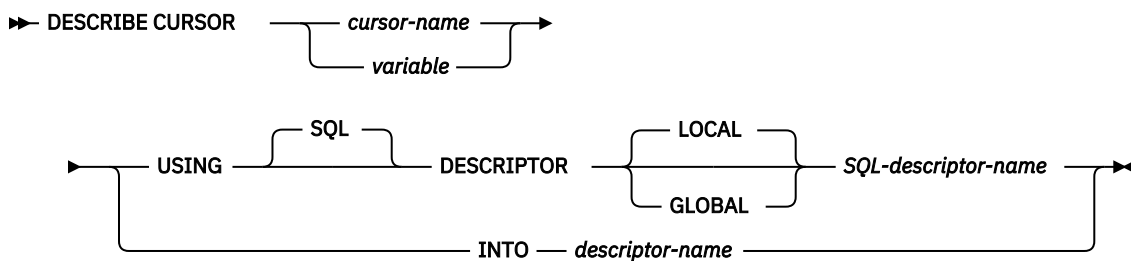 DESCRIBE CURSOR cursor-name
variable
SQL LOCAL
USING DESCRIPTOR SQL-descriptor-name
GLOBAL
INTO descriptor-name